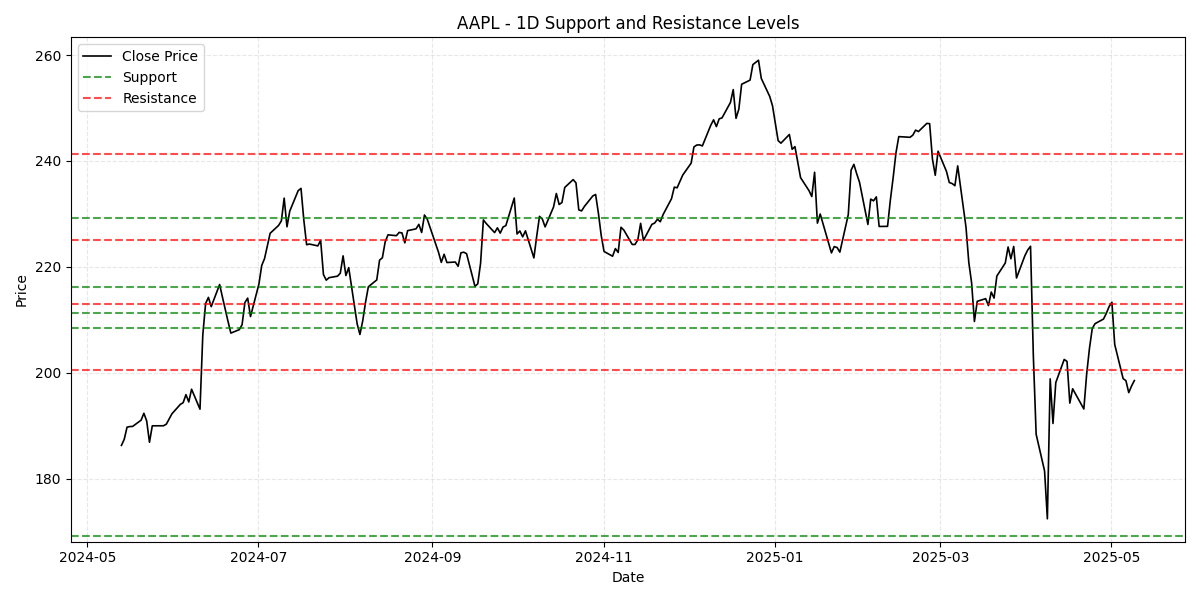 AAPL - 1D Support and Resistance Levels
Close Price
Support
Resistance
260
240
220
200
180
Price
2024-05 2024-07 2024-09 2024-11 2025-01 2025-03 2025-05
Date